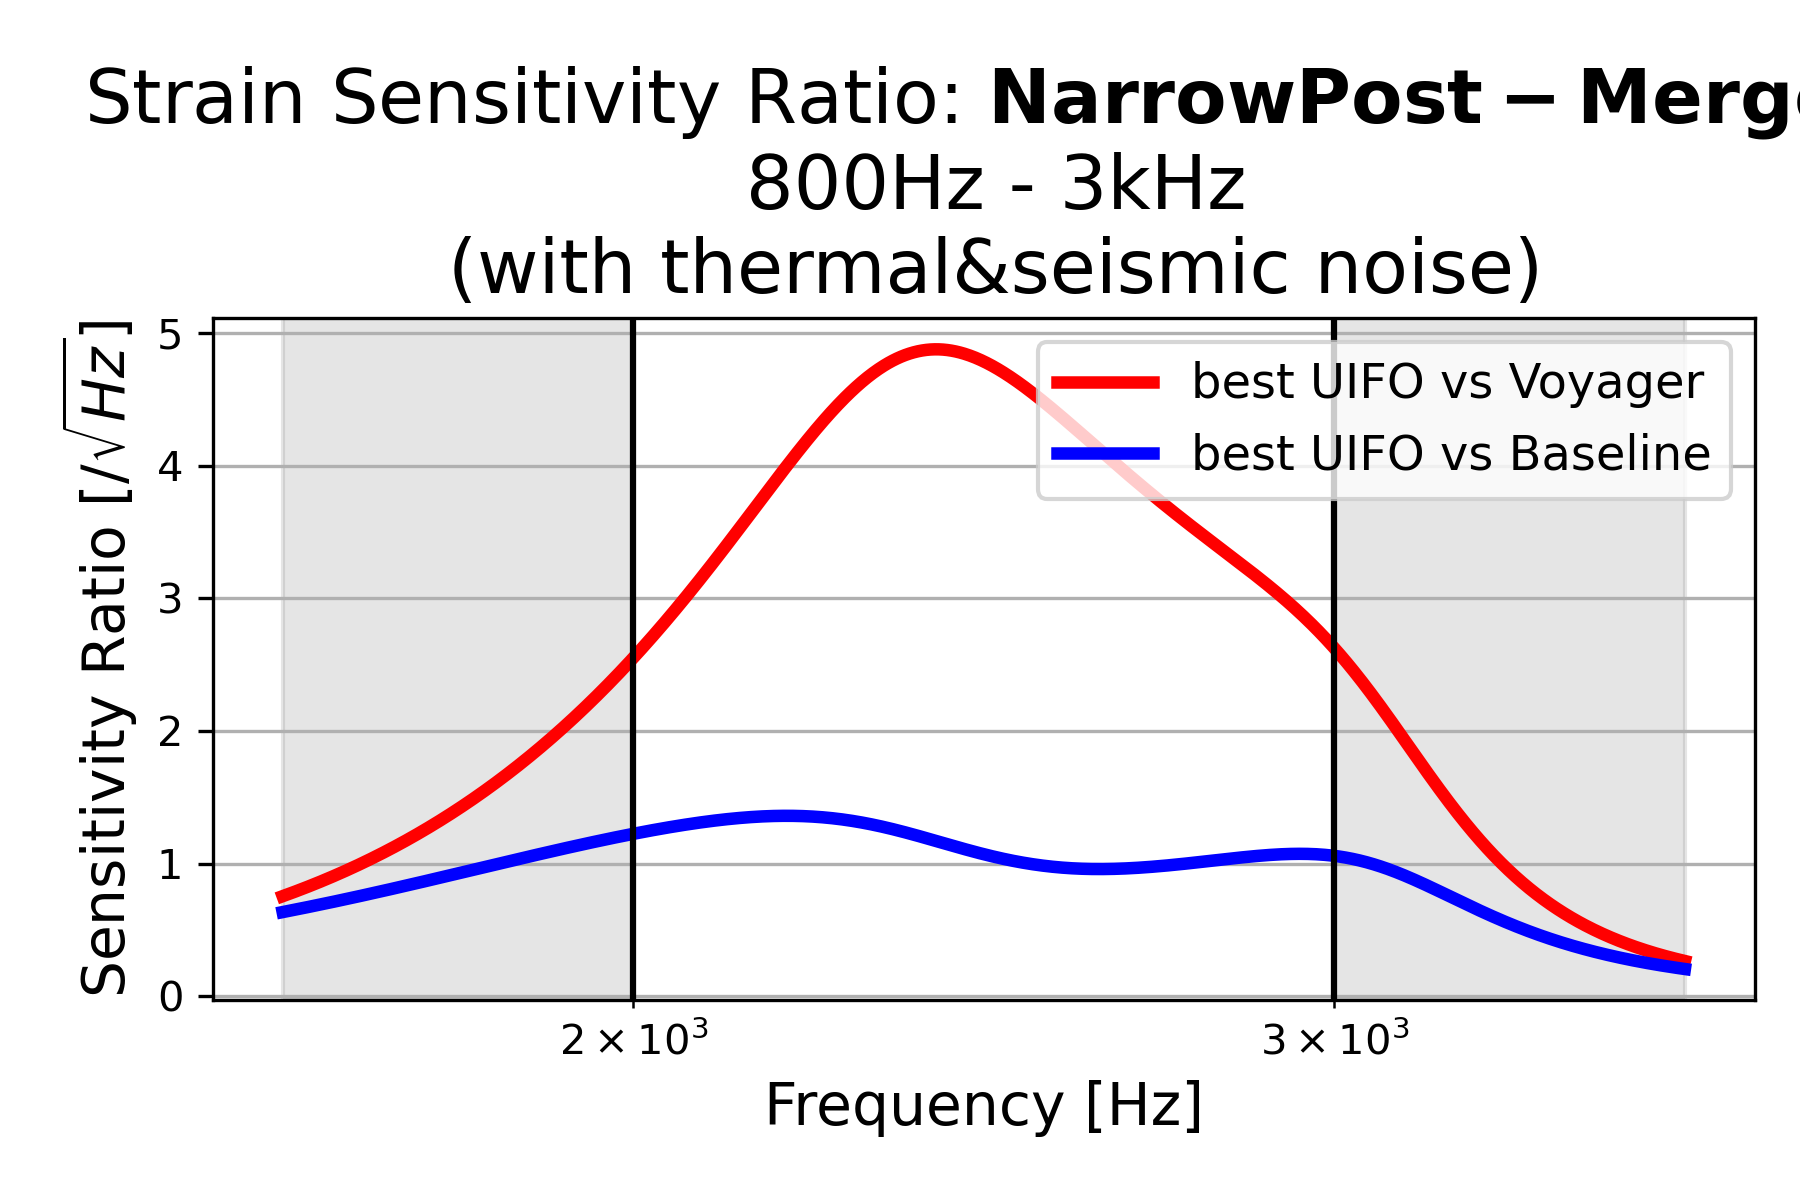 Strain Sensitivity Ratio: NarrowPost − Merge
800Hz - 3kHz
(with thermal&seismic noise)
Sensitivity Ratio [/√Hz]
5
4
3
2
1
0
best UIFO vs Voyager
best UIFO vs Baseline
2 × 10³
3 × 10³
Frequency [Hz]